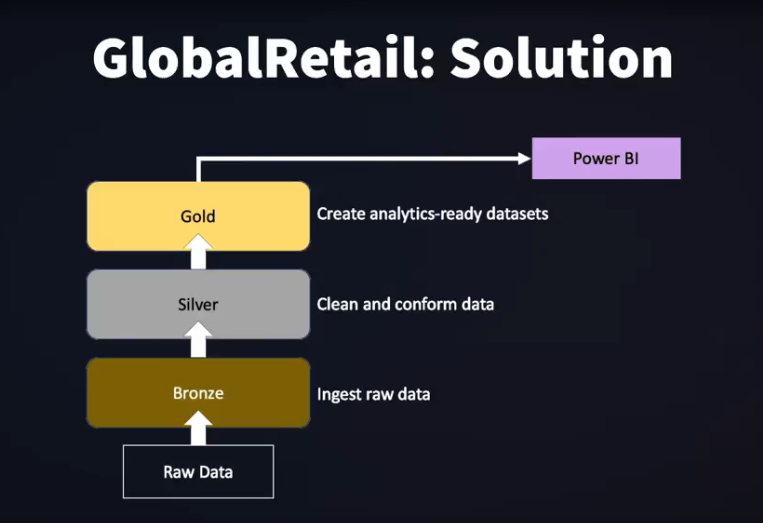 GlobalRetail: Solution
Power BI
Gold
Create analytics-ready datasets
Silver
Clean and conform data
Bronze
Ingest raw data
Raw Data